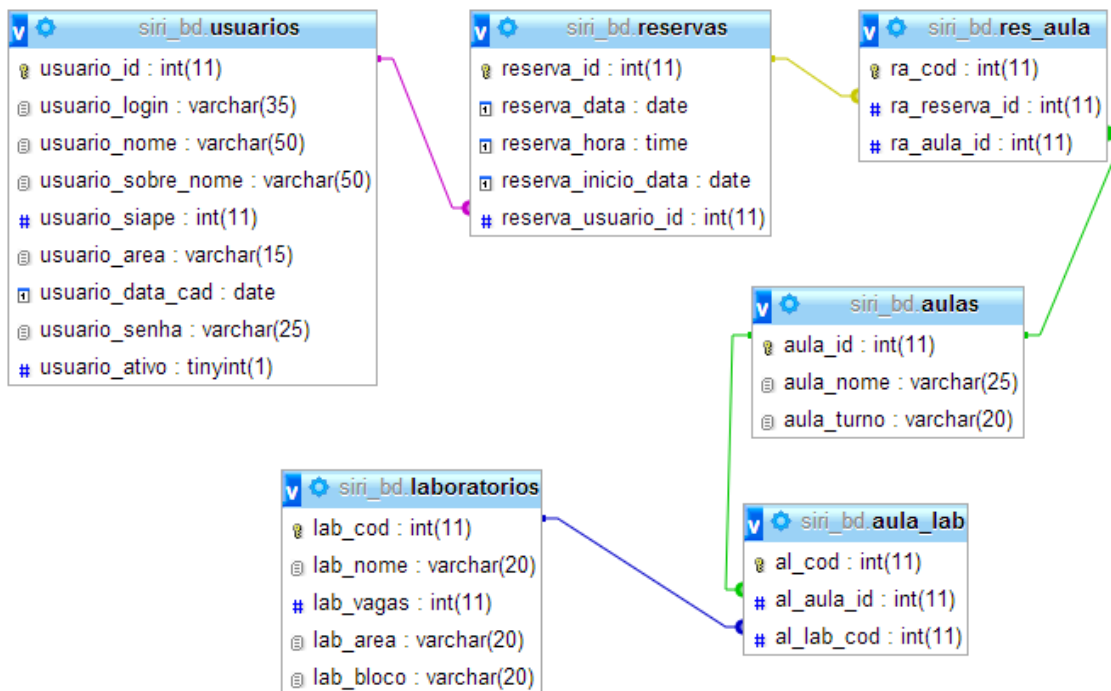 siri_bd.usuarios
usuario_id : int(11)
usuario_login : varchar(35)
usuario_nome : varchar(50)
usuario_sobre_nome : varchar(50)
usuario_siape : int(11)
usuario_area : varchar(15)
usuario_data_cad : date
usuario_senha : varchar(25)
usuario_ativo : tinyint(1)
siri_bd.reservas
reserva_id : int(11)
reserva_data : date
reserva_hora : time
reserva_inicio_data : date
reserva_usuario_id : int(11)
siri_bd.res_aula
ra_cod : int(11)
ra_reserva_id : int(11)
ra_aula_id : int(11)
siri_bd.aulas
aula_id : int(11)
aula_nome : varchar(25)
aula_turno : varchar(20)
siri_bd.laboratorios
lab_cod : int(11)
lab_nome : varchar(20)
lab_vagas : int(11)
lab_area : varchar(20)
lab_bloco : varchar(20)
siri_bd.aula_lab
al_cod : int(11)
al_aula_id : int(11)
al_lab_cod : int(11)